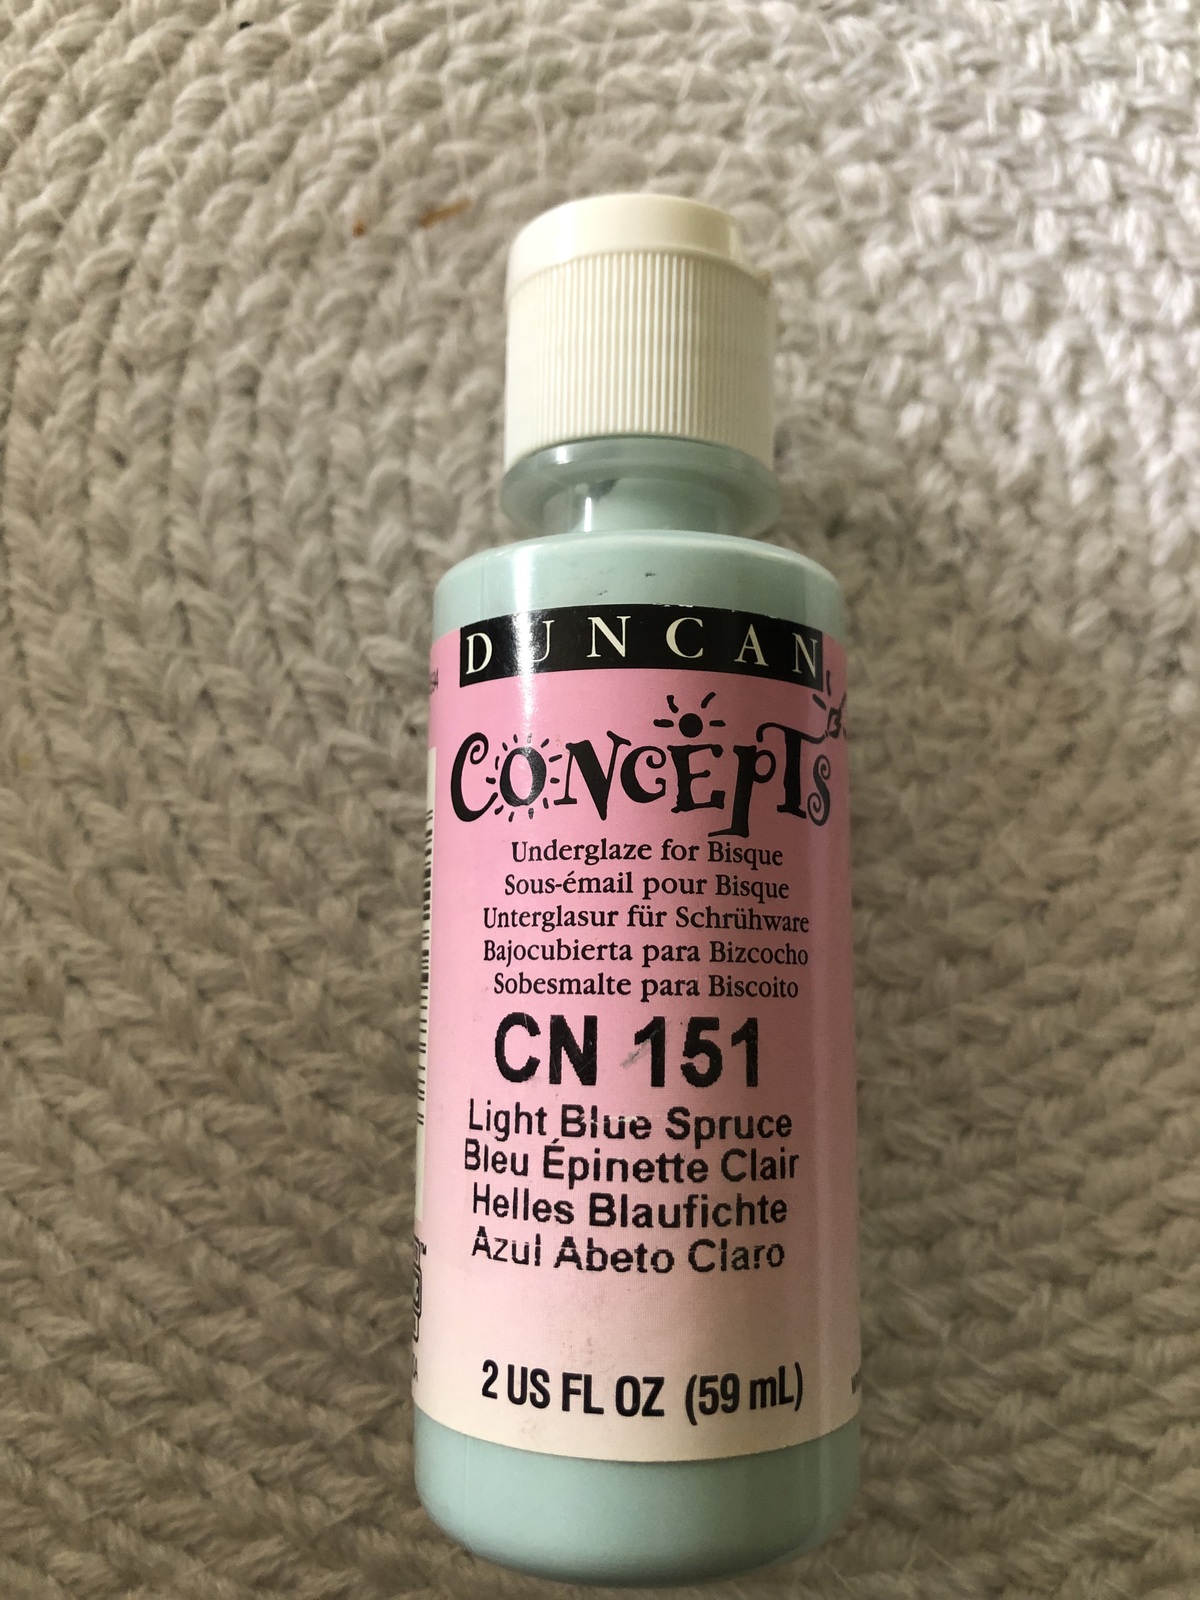 DUNCAN
CONCEPTS
Underglaze for Bisque
Sous-émail pour Bisque
Unterglasur für Schrühware
Bajocubierta para Bizcocho
Sobesmalte para Biscoito
CN 151
Light Blue Spruce
Bleu Épinette Clair
Helles Blaufichte
Azul Abeto Claro
2 US FL OZ (59 mL)